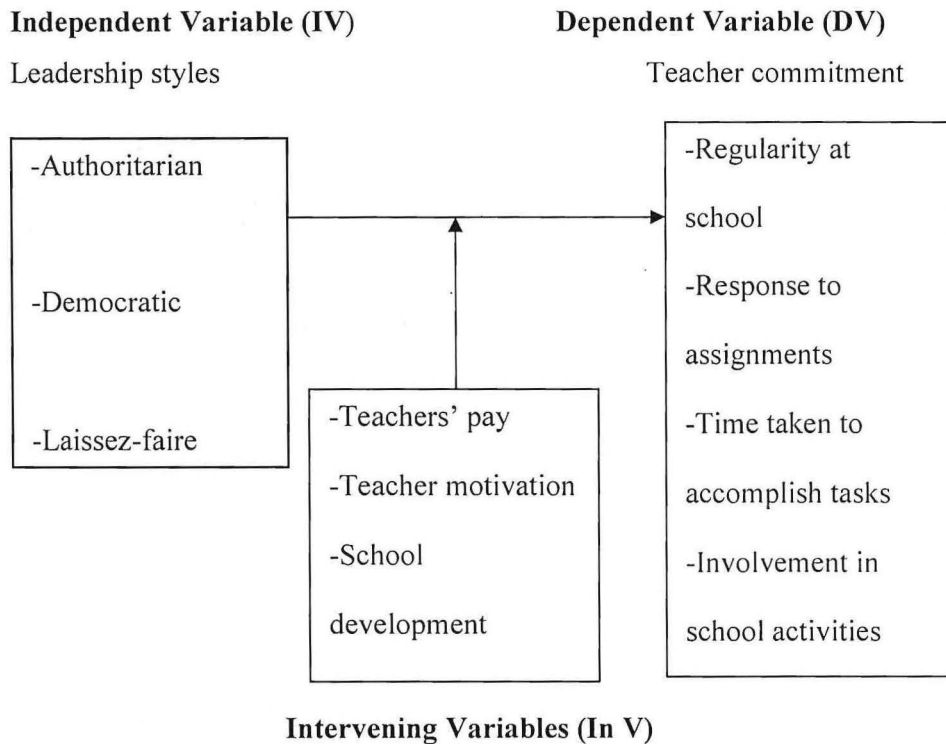 Independent Variable (IV)
Leadership styles
-Authoritarian
-Democratic
-Laissez-faire
Dependent Variable (DV)
Teacher commitment
-Regularity at
school
-Response to
assignments
-Time taken to
accomplish tasks
-Involvement in
school activities
-Teachers' pay
-Teacher motivation
-School
development
Intervening Variables (In V)